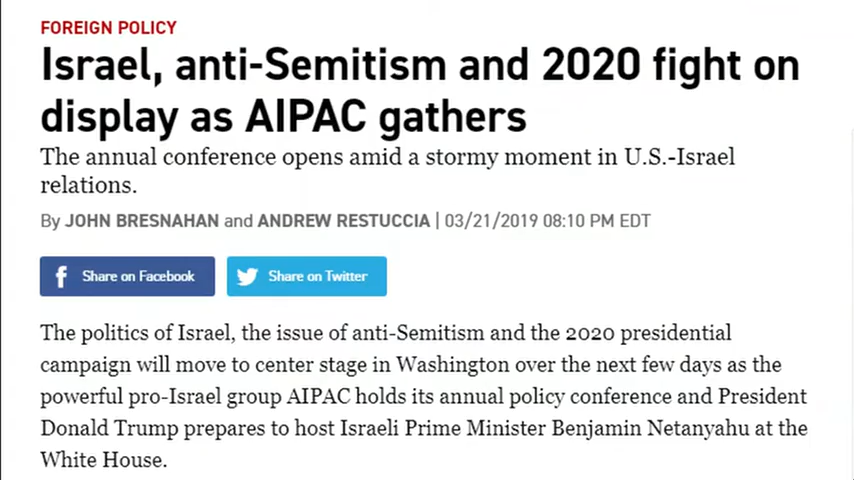 FOREIGN POLICY
Israel, anti-Semitism and 2020 fight on
display as AIPAC gathers
The annual conference opens amid a stormy moment in U.S.-Israel
relations.
By JOHN BRESNAHAN and ANDREW RESTUCCIA | 03/21/2019 08:10 PM EDT
f Share on Facebook Share on Twitter
The politics of Israel, the issue of anti-Semitism and the 2020 presidential
campaign will move to center stage in Washington over the next few days as the
powerful pro-Israel group AIPAC holds its annual policy conference and President
Donald Trump prepares to host Israeli Prime Minister Benjamin Netanyahu at the
White House.